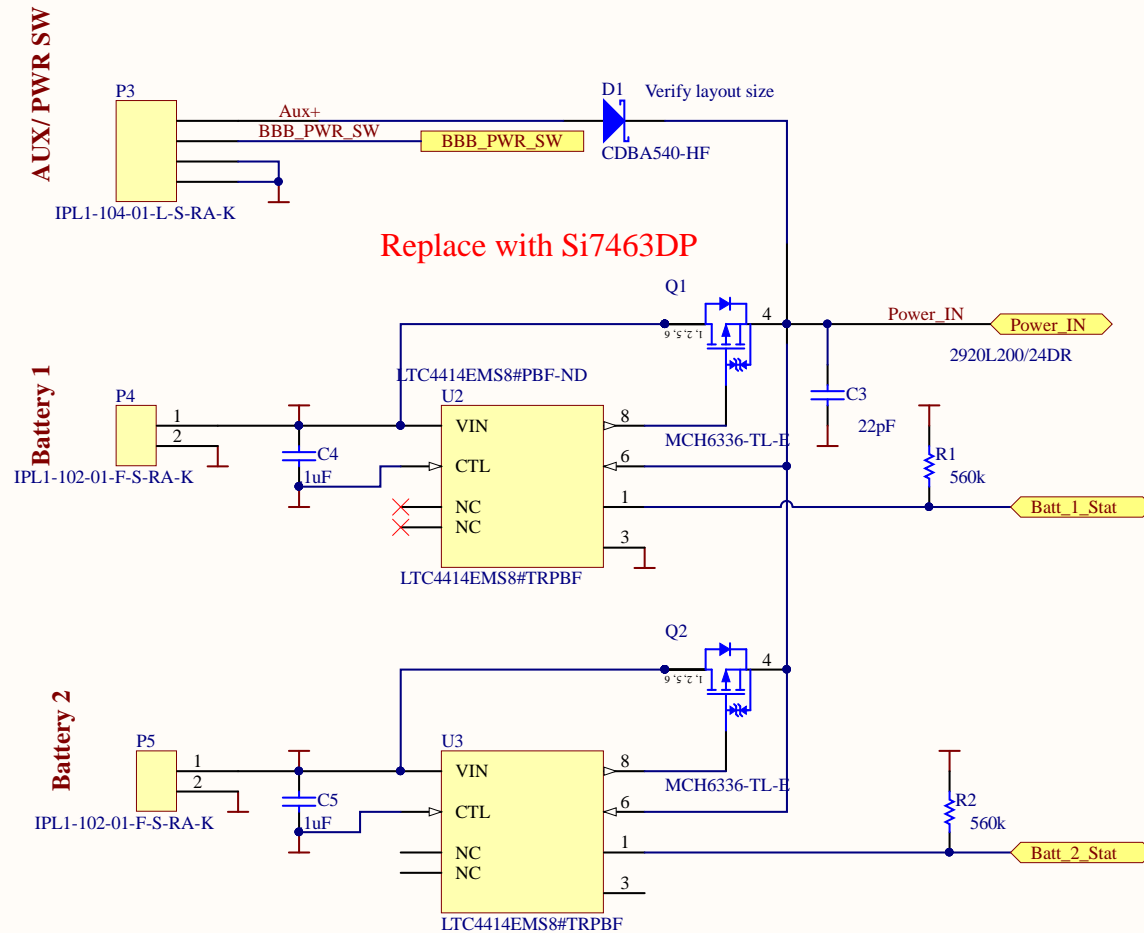 AUX/ PWR SW
P3
Aux+
BBB_PWR_SW
BBB_PWR_SW
IPL1-104-01-L-S-RA-K
D1
Verify layout size
CDBA540-HF
Replace with Si7463DP
Q1
1, 2, 5, 6
4
Power_IN
Power_IN
2920L200/24DR
MCH6336-TL-E
C3
22pF
Battery 1
P4
1
2
IPL1-102-01-F-S-RA-K
C4
1uF
LTC4414EMS8#PBF-ND
U2
VIN
CTL
NC
NC
8
6
1
3
LTC4414EMS8#TRPBF
R1
560k
Batt_1_Stat
Q2
1, 2, 5, 6
4
MCH6336-TL-E
Battery 2
P5
1
2
IPL1-102-01-F-S-RA-K
C5
1uF
U3
VIN
CTL
NC
NC
8
6
1
3
LTC4414EMS8#TRPBF
R2
560k
Batt_2_Stat